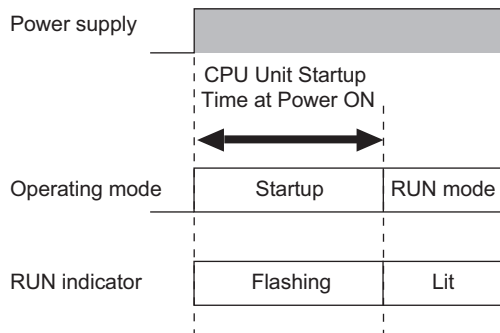 Power supply
CPU Unit Startup
Time at Power ON
Operating mode
Startup
RUN mode
RUN indicator
Flashing
Lit